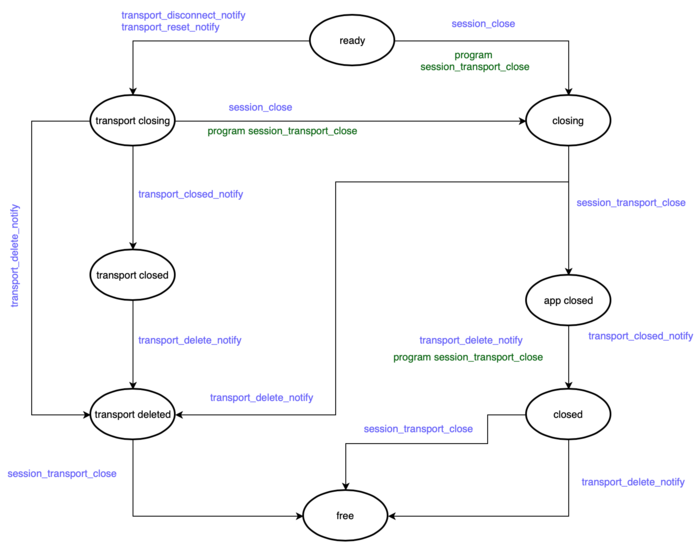 transport_disconnect_notify
transport_reset_notify
ready
session_close
program
session_transport_close
transport closing
session_close
program session_transport_close
closing
transport_delete_notify
transport_closed_notify
session_transport_close
transport closed
app closed
transport_delete_notify
transport_delete_notify
program session_transport_close
transport_closed_notify
transport deleted
transport_delete_notify
session_transport_close
closed
session_transport_close
transport_delete_notify
free